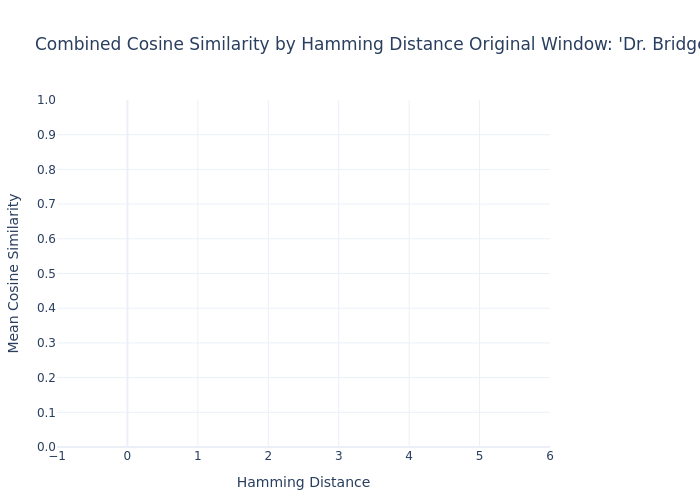 Combined Cosine Similarity by Hamming Distance Original Window: 'Dr. Bridge
1.0
0.9
0.8
0.7
0.6
0.5
0.4
0.3
0.2
0.1
0.0
Mean Cosine Similarity
−1 0 1 2 3 4 5 6
Hamming Distance